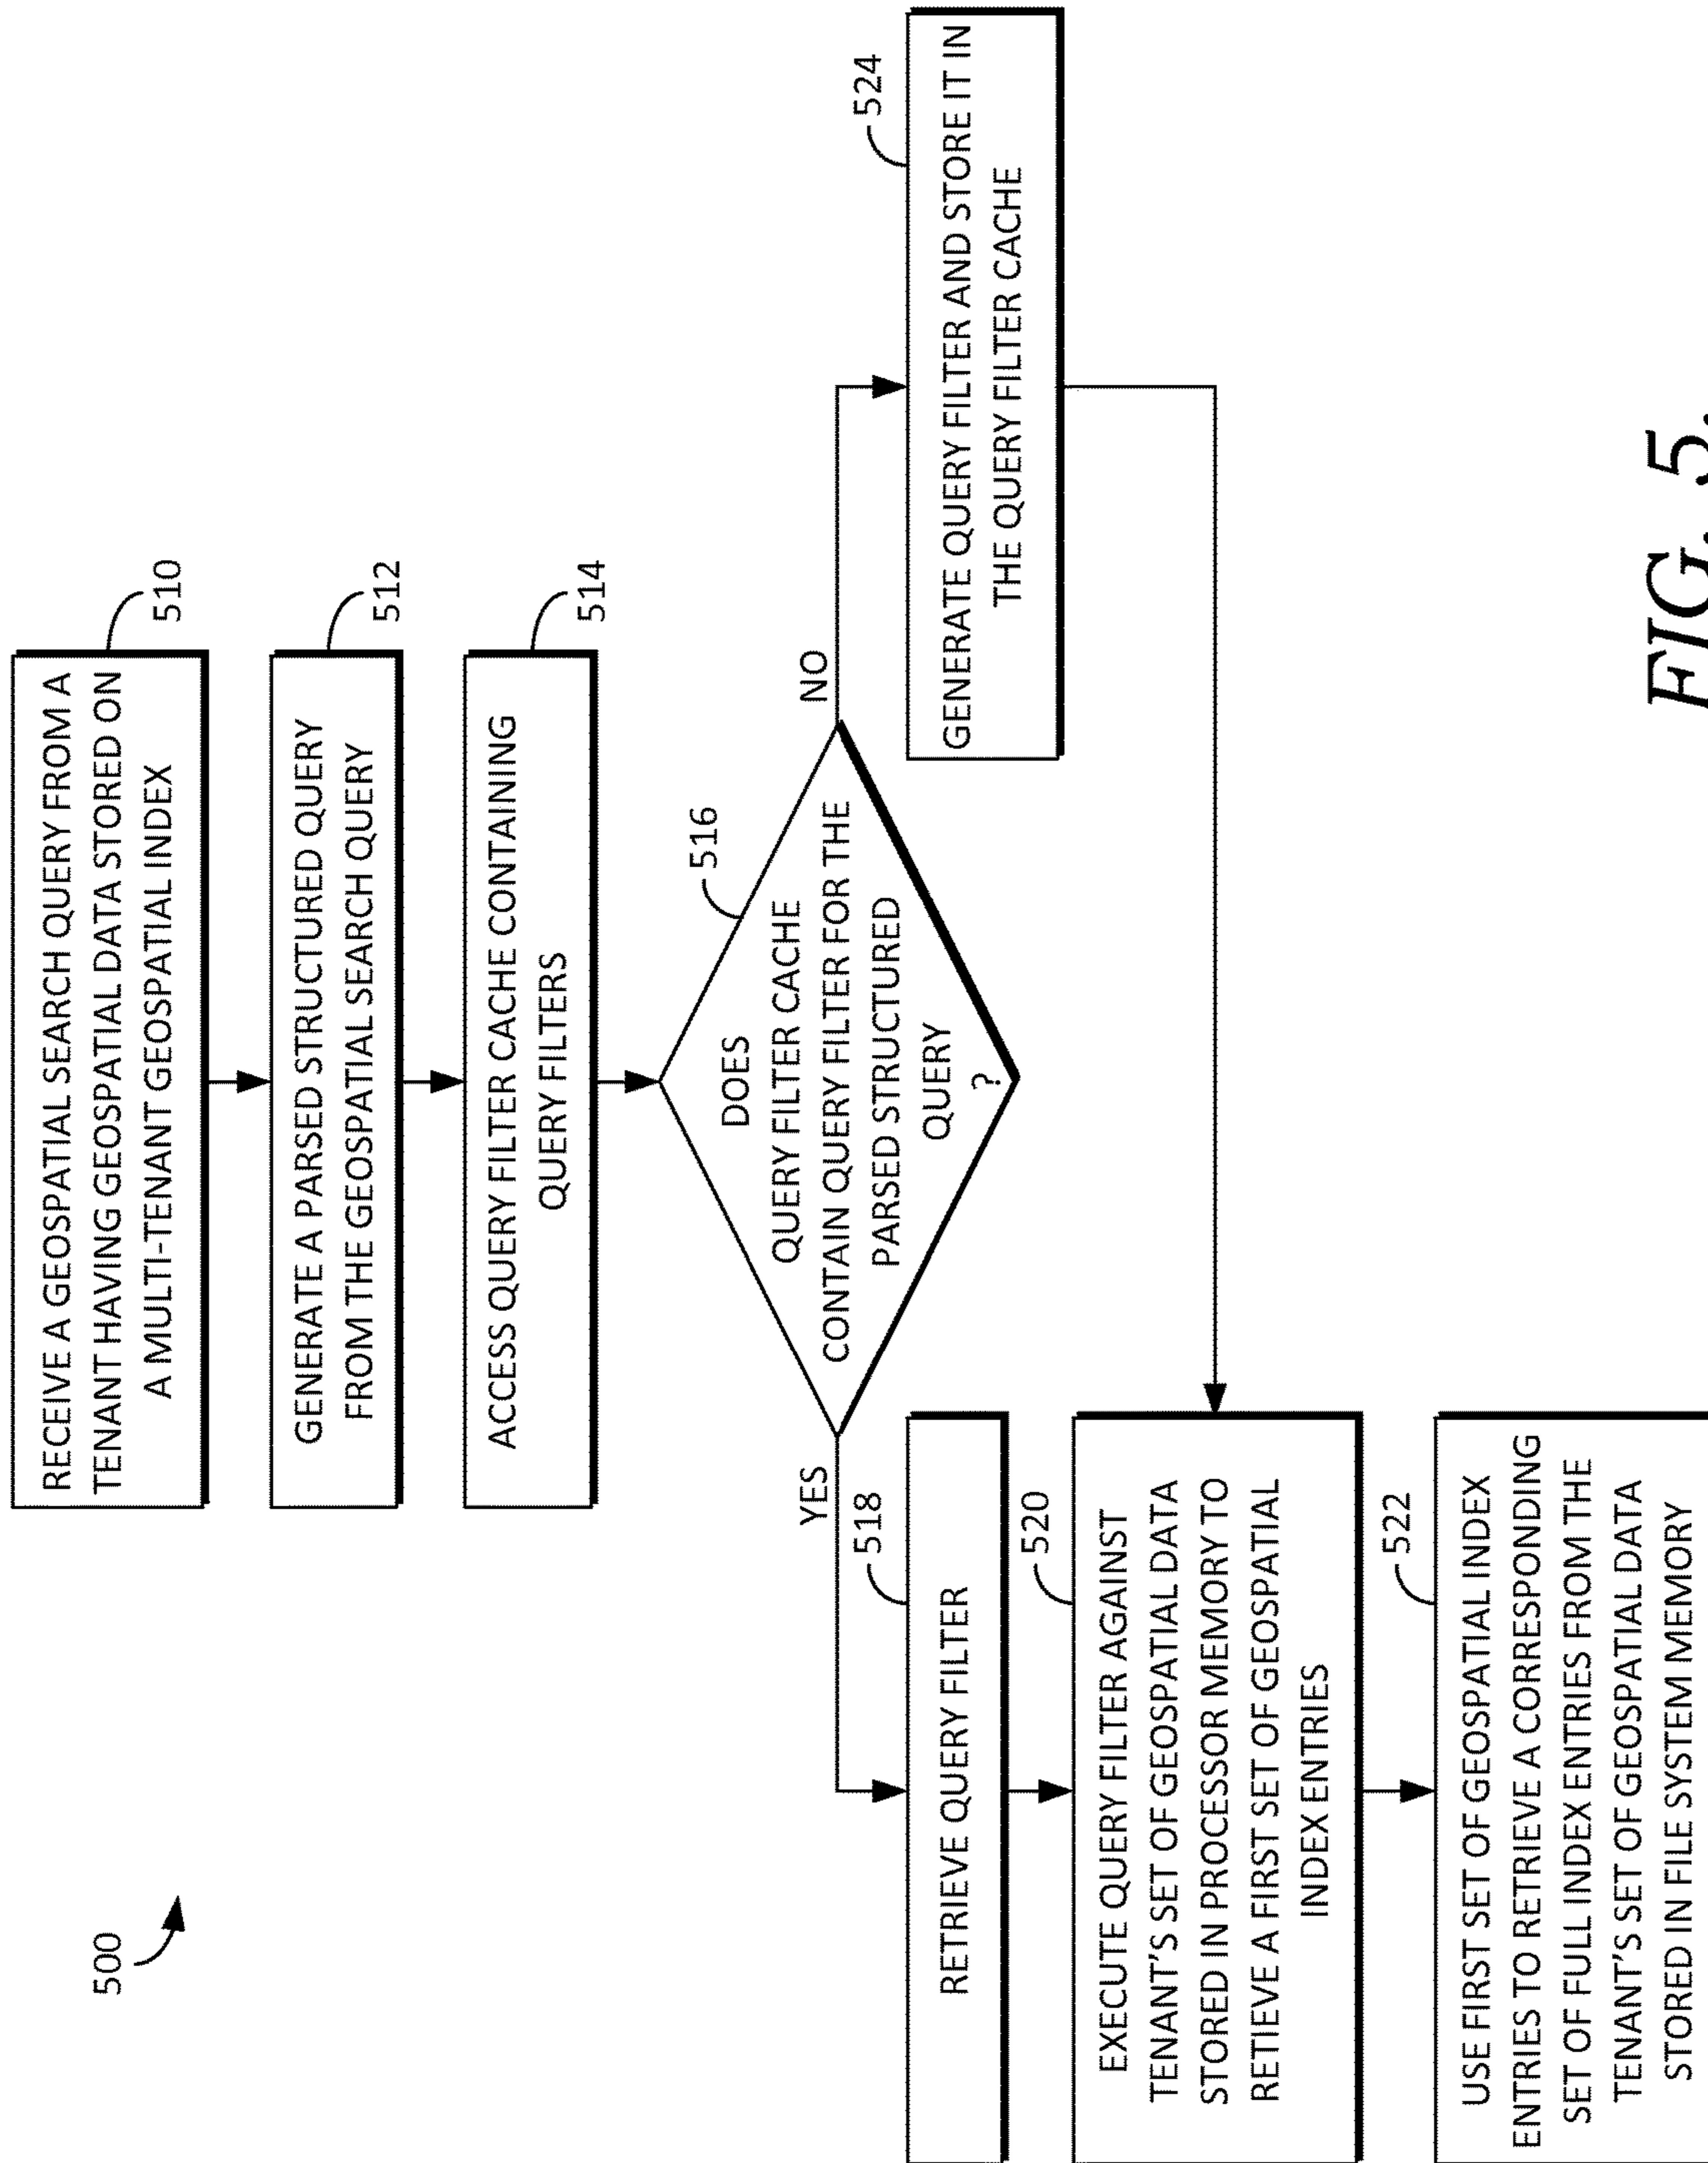 500
RECEIVE A GEOSPATIAL SEARCH QUERY FROM A
TENANT HAVING GEOSPATIAL DATA STORED ON
A MULTI-TENANT GEOSPATIAL INDEX
510
GENERATE A PARSED STRUCTURED QUERY
FROM THE GEOSPATIAL SEARCH QUERY
512
ACCESS QUERY FILTER CACHE CONTAINING
QUERY FILTERS
514
DOES
QUERY FILTER CACHE
CONTAIN QUERY FILTER FOR THE
PARSED STRUCTURED
QUERY
?
516
YES
NO
RETRIEVE QUERY FILTER
518
GENERATE QUERY FILTER AND STORE IT IN
THE QUERY FILTER CACHE
524
EXECUTE QUERY FILTER AGAINST
TENANT'S SET OF GEOSPATIAL DATA
STORED IN PROCESSOR MEMORY TO
RETIEVE A FIRST SET OF GEOSPATIAL
INDEX ENTRIES
520
USE FIRST SET OF GEOSPATIAL INDEX
ENTRIES TO RETRIEVE A CORRESPONDING
SET OF FULL INDEX ENTRIES FROM THE
TENANT'S SET OF GEOSPATIAL DATA
STORED IN FILE SYSTEM MEMORY
522
FIG. 5.